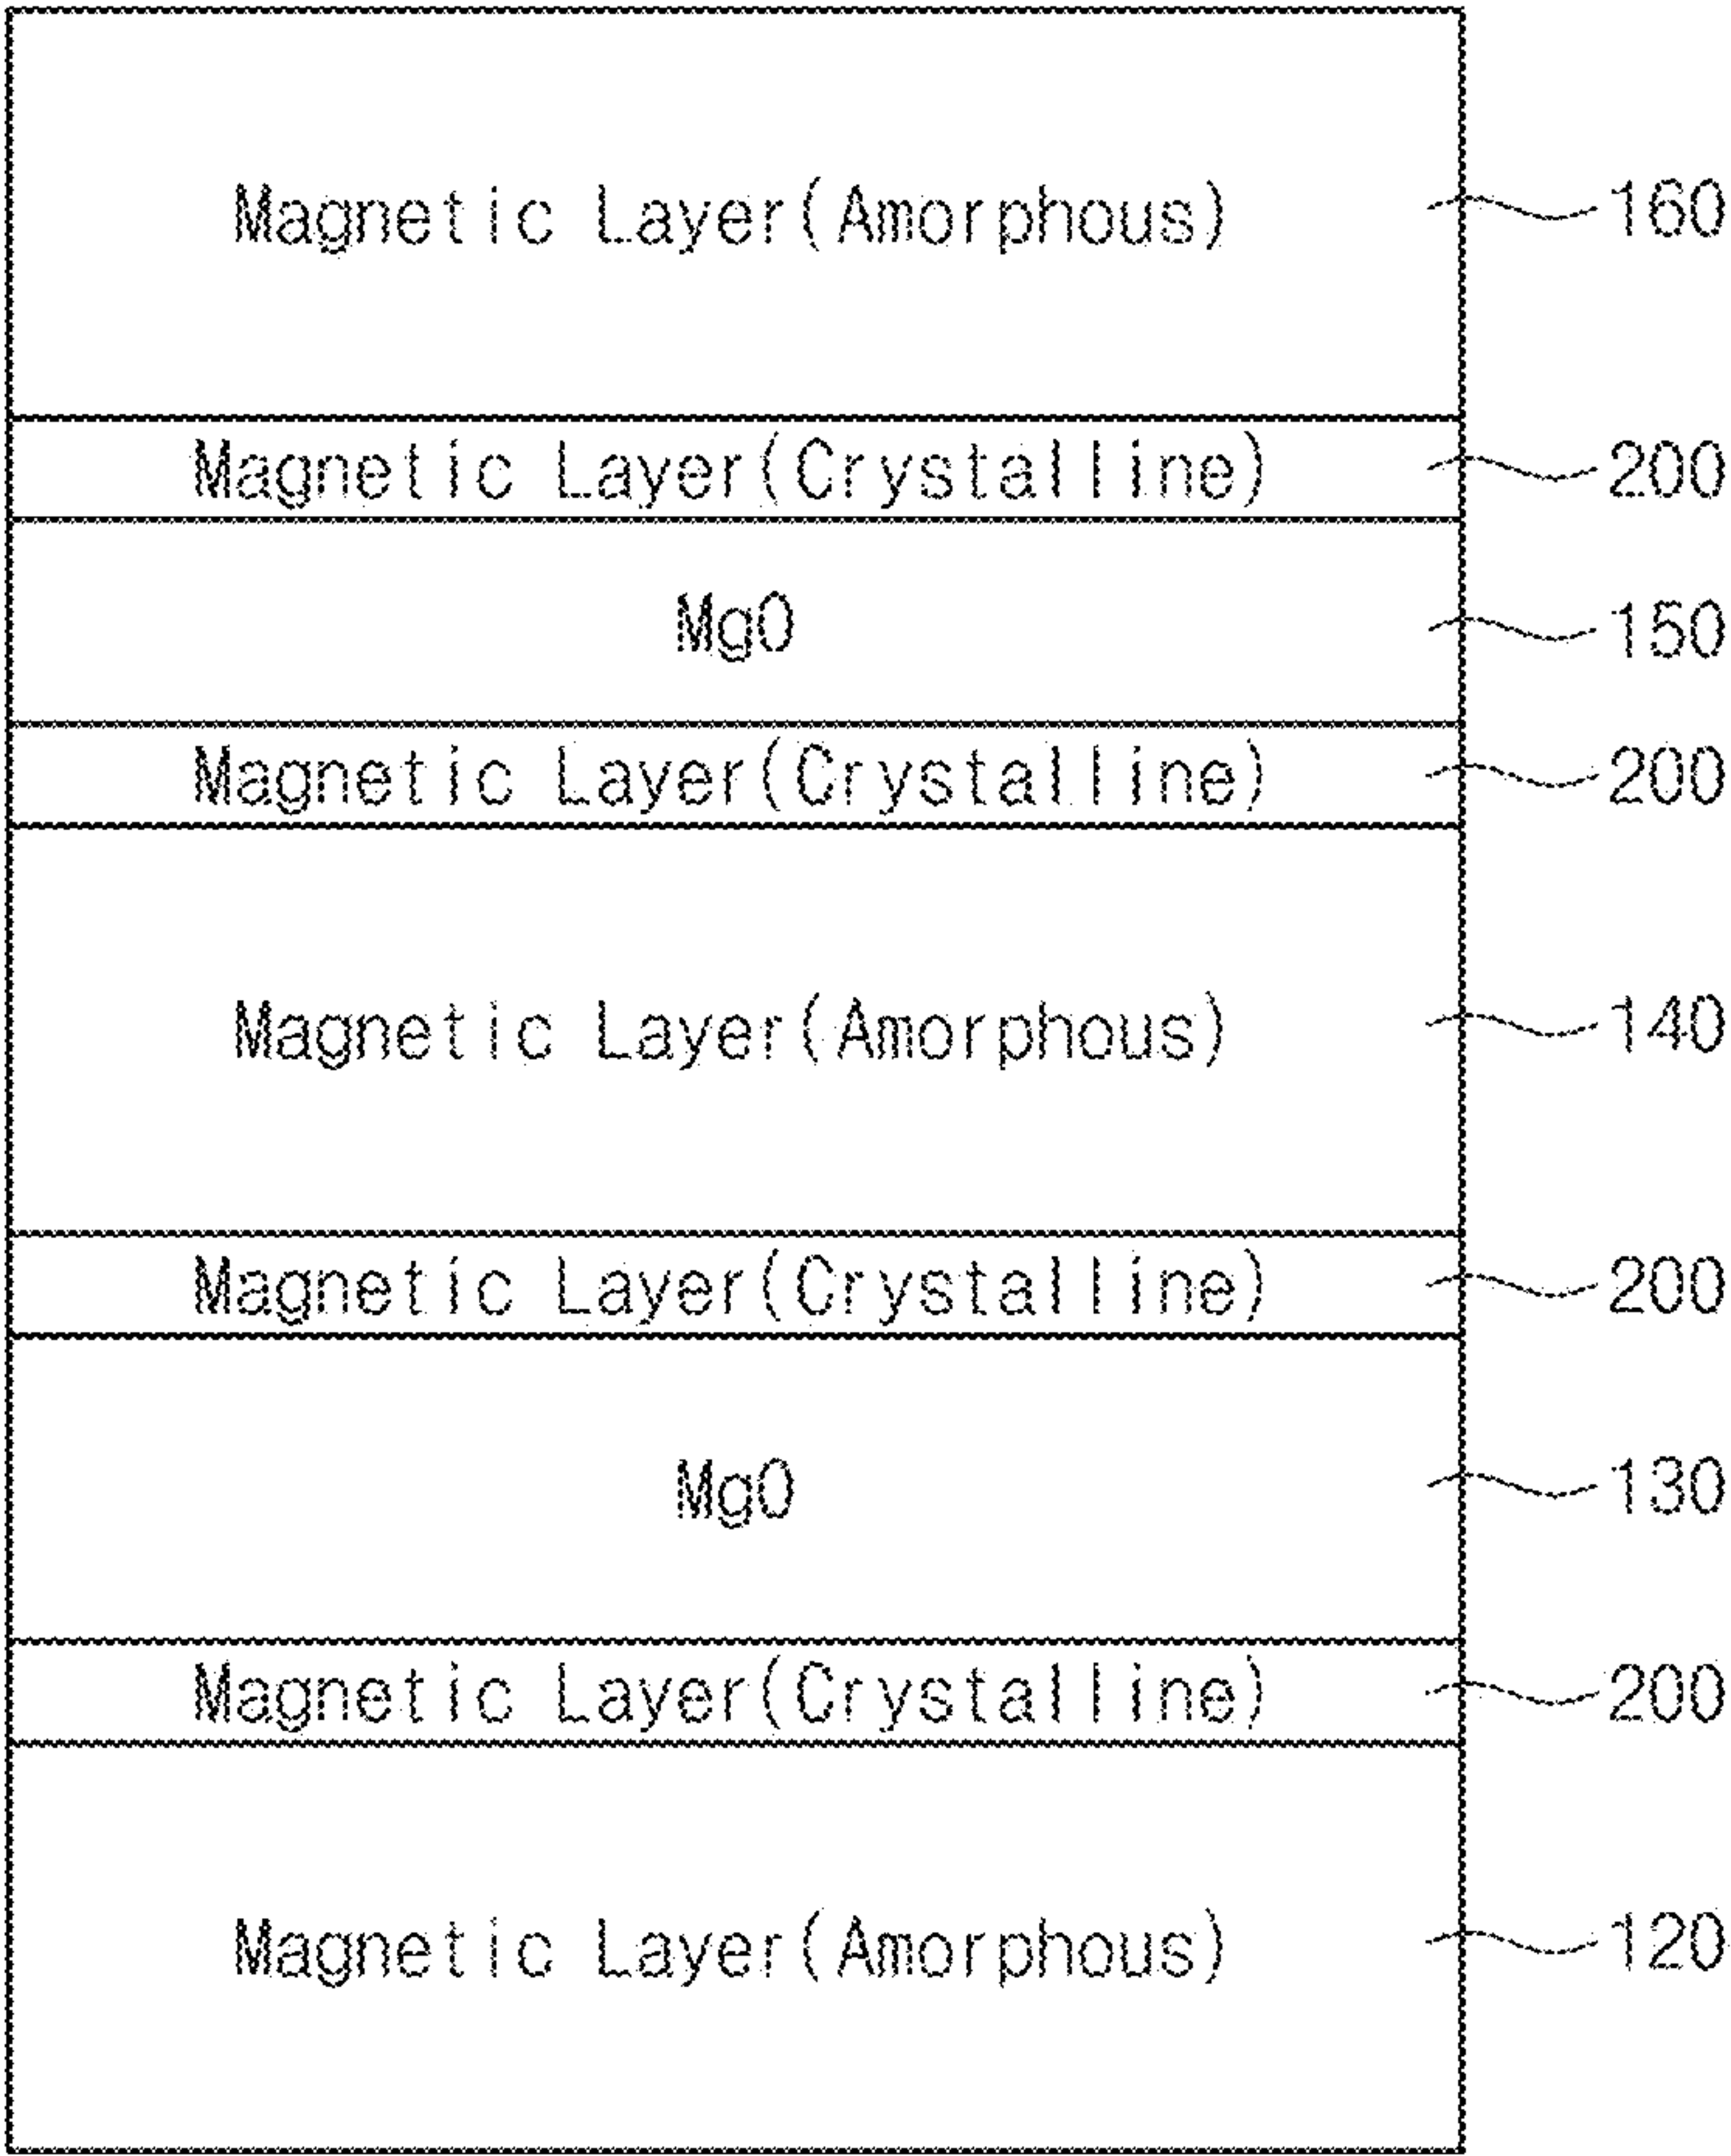 Magnetic Layer(Amorphous) 160
Magnetic Layer(Crystalline) 200
MgO 150
Magnetic Layer(Crystalline) 200
Magnetic Layer(Amorphous) 140
Magnetic Layer(Crystalline) 200
MgO 130
Magnetic Layer(Crystalline) 200
Magnetic Layer(Amorphous) 120